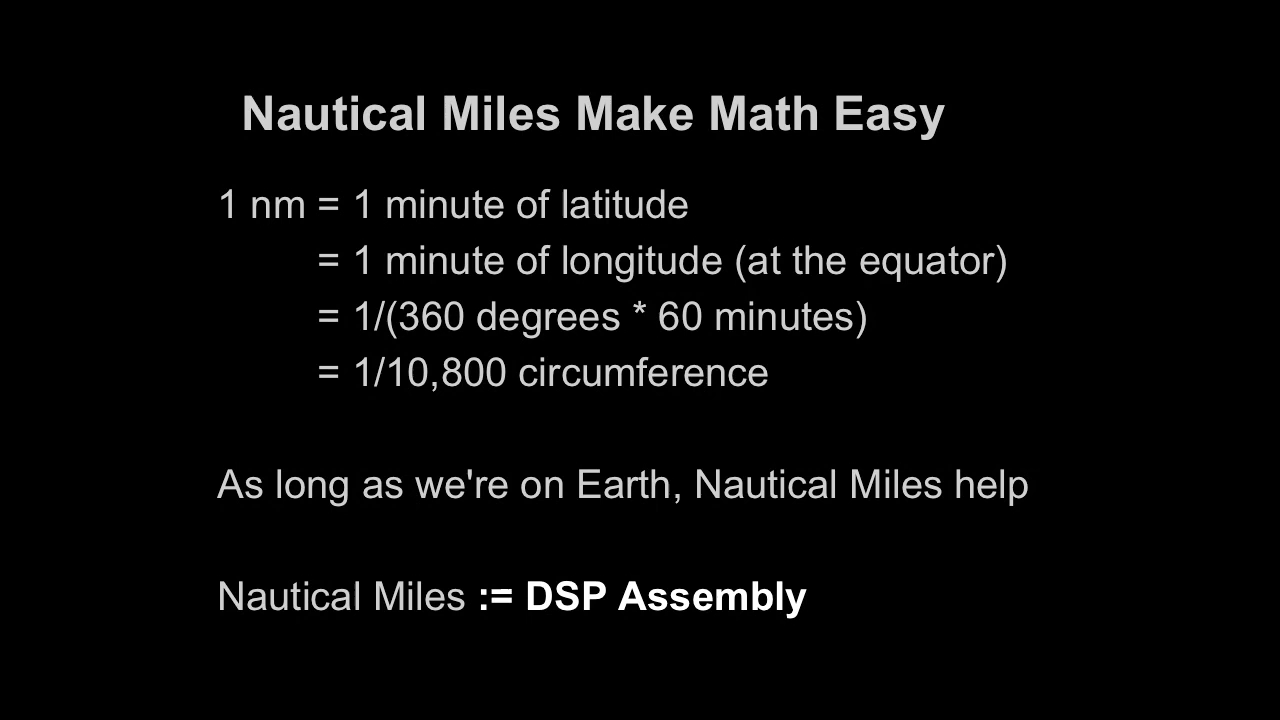 Nautical Miles Make Math Easy
1 nm = 1 minute of latitude
= 1 minute of longitude (at the equator)
= 1/(360 degrees * 60 minutes)
= 1/10,800 circumference
As long as we're on Earth, Nautical Miles help
Nautical Miles := DSP Assembly